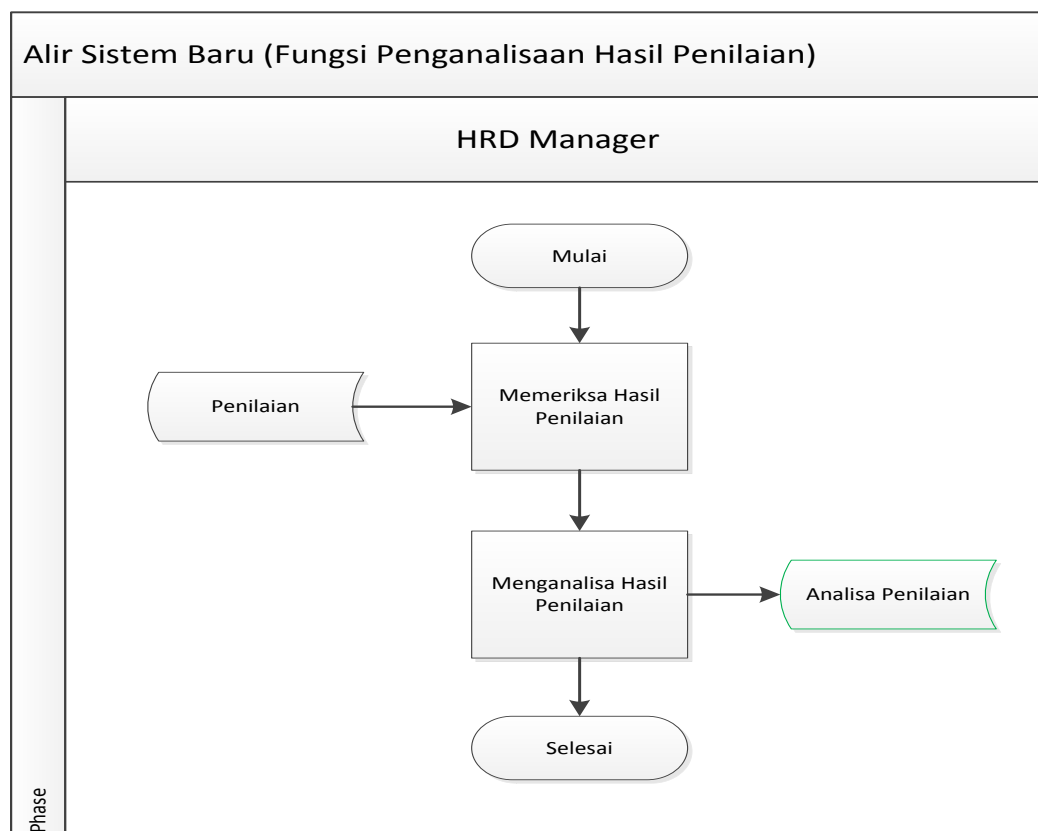 Alir Sistem Baru (Fungsi Penganalisaan Hasil Penilaian)
HRD Manager
Mulai
Penilaian
Memeriksa Hasil
Penilaian
Menganalisa Hasil
Penilaian
Analisa Penilaian
Selesai
Phase